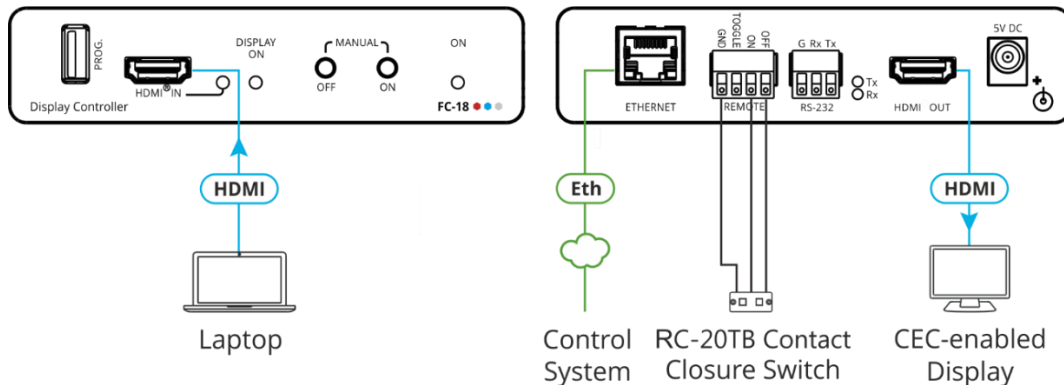 PROG.
HDMI® IN
DISPLAY
ON
MANUAL
OFF
ON
ON
Display Controller
FC-18
HDMI
Laptop
ETHERNET
GND
TOGGLE
ON
OFF
REMOTE
G Rx Tx
RS-232
Tx
Rx
HDMI OUT
5V DC
+
Eth
HDMI
Control
System
RC-20TB Contact
Closure Switch
CEC-enabled
Display